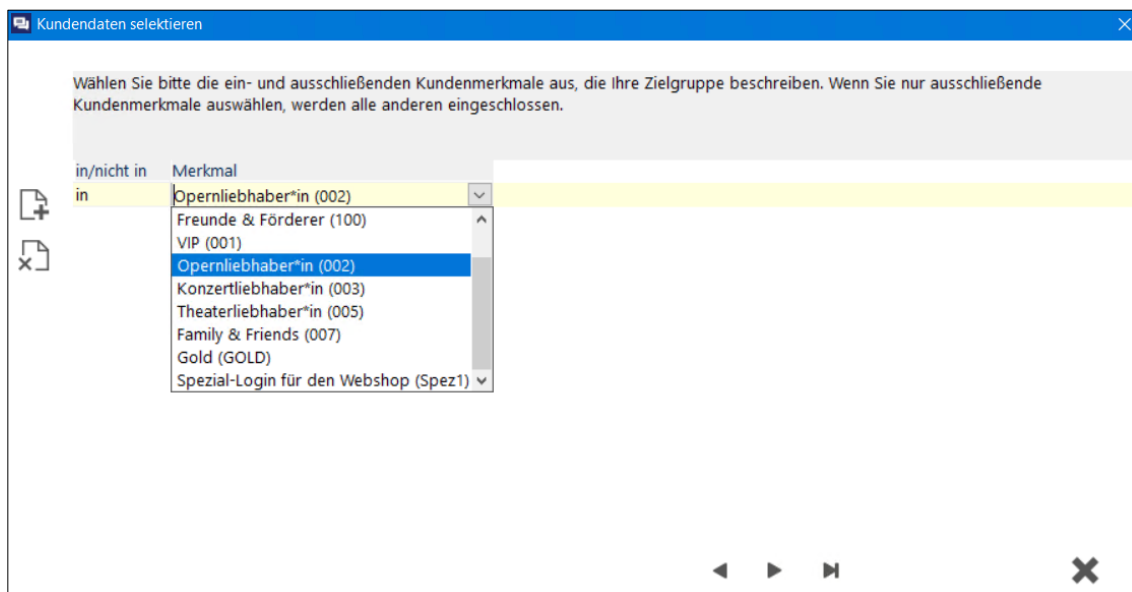 Kundendaten selektieren
Wählen Sie bitte die ein- und ausschließenden Kundenmerkmale aus, die Ihre Zielgruppe beschreiben. Wenn Sie nur ausschließende
Kundenmerkmale auswählen, werden alle anderen eingeschlossen.
in/nicht in Merkmal
in Opernliebhaber*in (002)
Freunde & Förderer (100)
VIP (001)
Opernliebhaber*in (002)
Konzertliebhaber*in (003)
Theaterliebhaber*in (005)
Family & Friends (007)
Gold (GOLD)
Spezial-Login für den Webshop (Spez1)